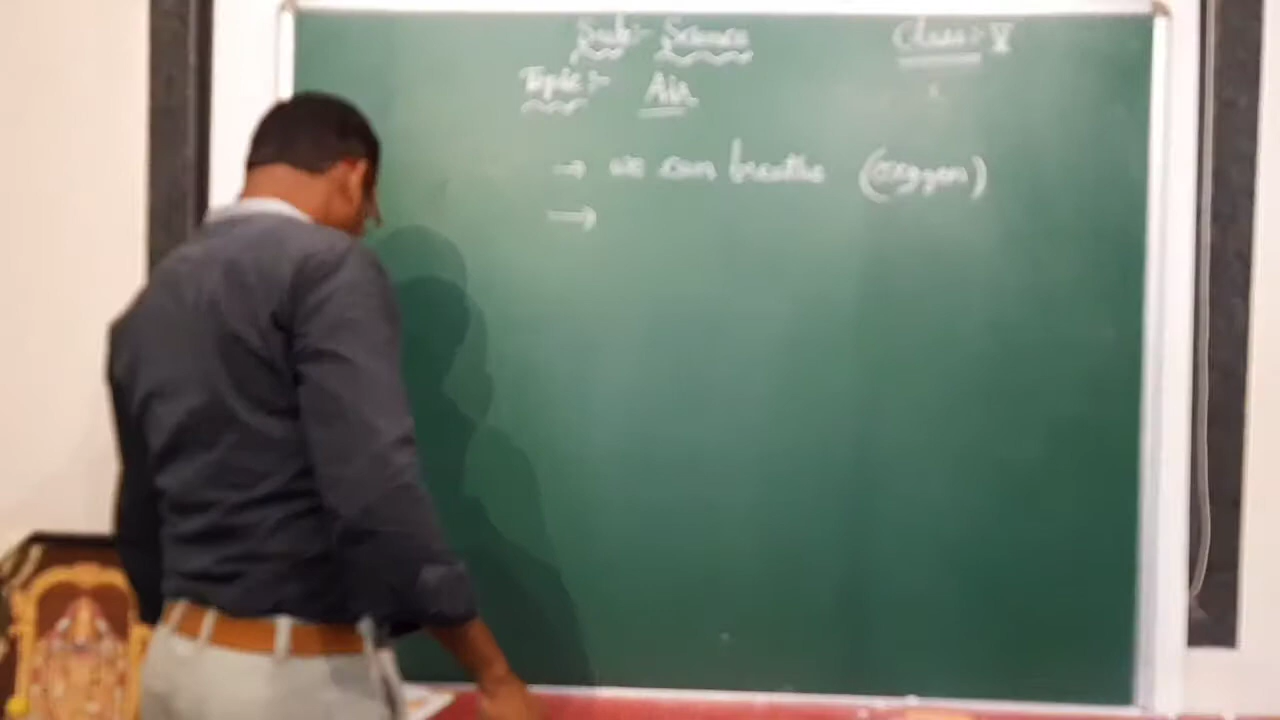 Sub:- Science Class:- V
Topic:- Air
→ we can breathe (oxygen)
→